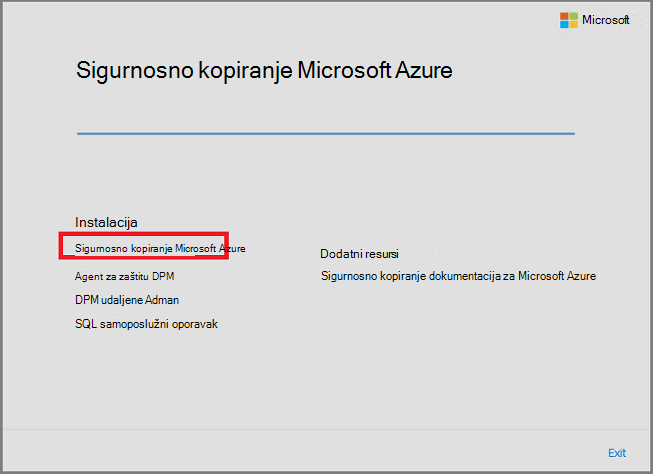 Microsoft
Sigurnosno kopiranje Microsoft Azure
Instalacija
Sigurnosno kopiranje Microsoft Azure
Agent za zaštitu DPM
DPM udaljene Adman
SQL samoposlužni oporavak
Dodatni resursi
Sigurnosno kopiranje dokumentacija za Microsoft Azure
Exit